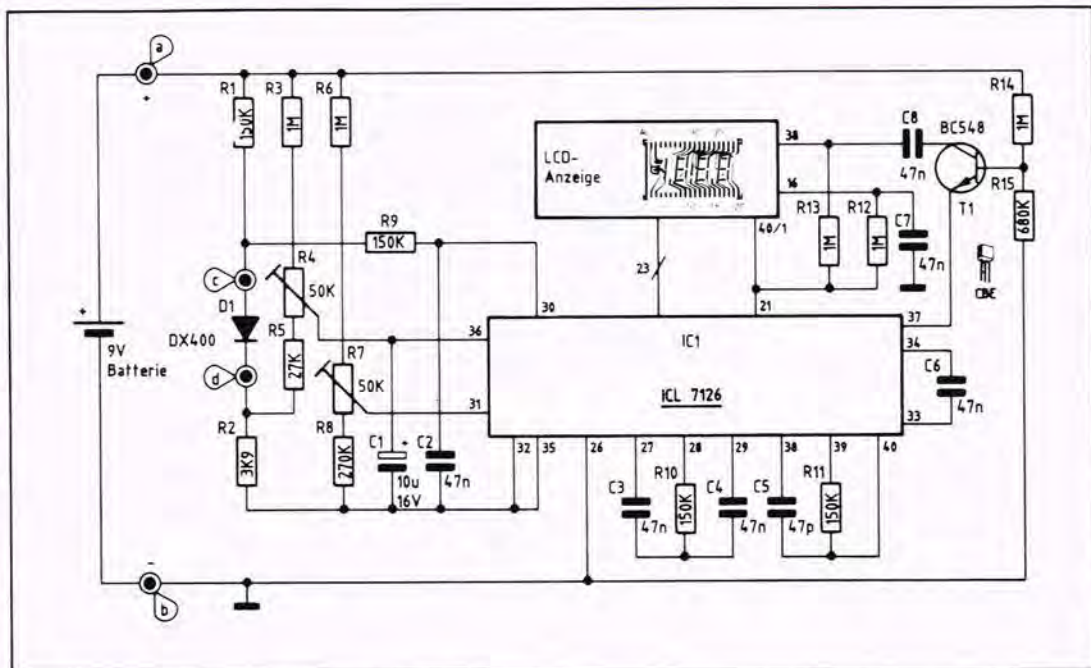 a
+
R1
150K
R3
1M
R6
1M
R14
1M
LCD-
Anzeige
38
C8
47n
BC548
T1
R15
680K
16
R13
1M
R12
1M
C7
47n
40/1
R9
150K
R4
50K
c
D1
DX400
d
R5
27K
+
9V
Batterie
23
30
21
36
31
R7
50K
IC1
ICL 7126
37
34
33
C6
47n
CBE
R2
3K9
R8
270K
C1
+
10u
16V
C2
47n
32
35
26
27
28
29
38
39
40
C3
47n
R10
150K
C4
47n
C5
47p
R11
150K
-
b